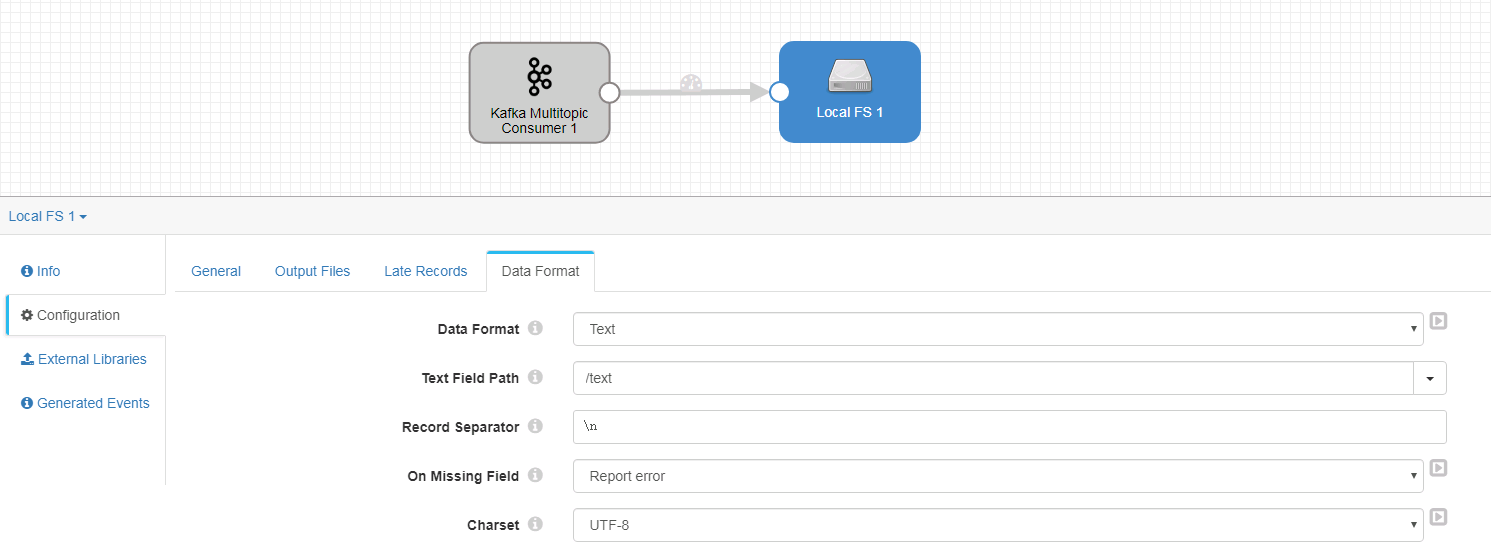 Kafka Multitopic
Consumer 1
Local FS 1
Local FS 1
Info
Configuration
External Libraries
Generated Events
General
Output Files
Late Records
Data Format
Data Format
Text
Text Field Path
/text
Record Separator
\n
On Missing Field
Report error
Charset
UTF-8